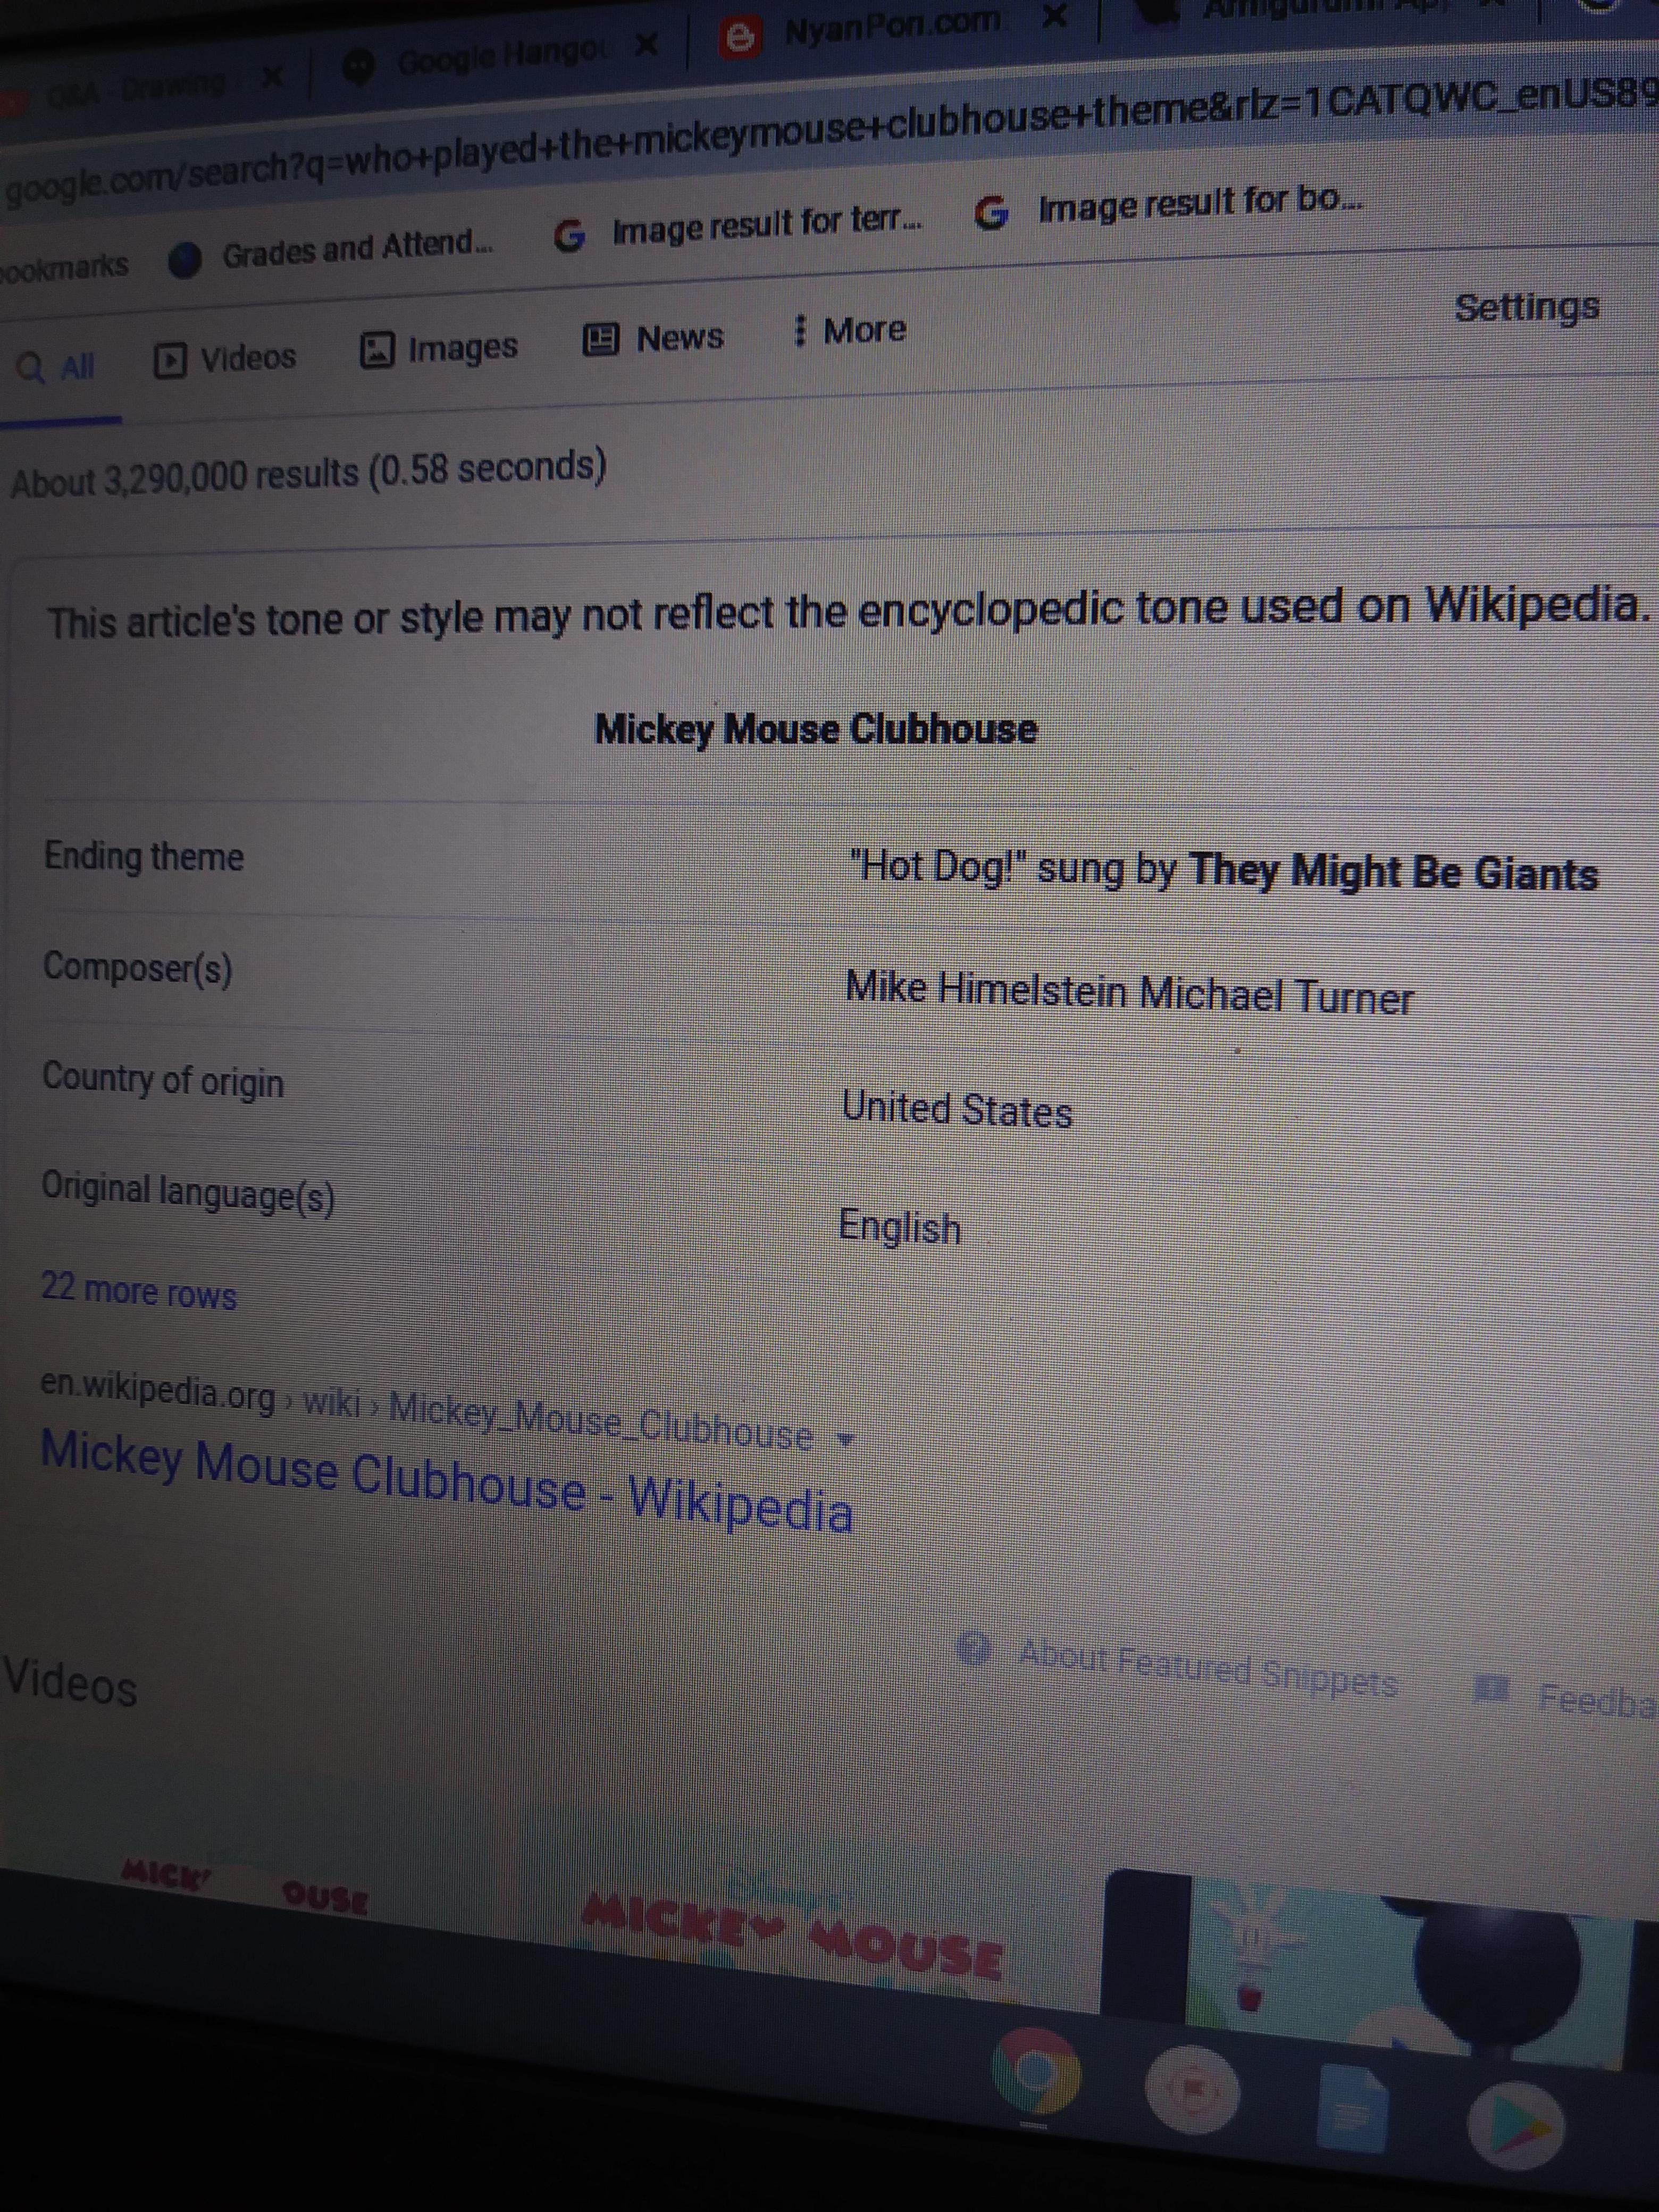 Q&A - Drawing
Google Hangou
NyanPon.com
google.com/search?q=who+played+the+mickeymouse+clubhouse+theme&rlz=1CATQWC_enUS89
ookmarks Grades and Attend... Image result for terr... Image result for bo...
All Videos Images News More Settings
About 3,290,000 results (0.58 seconds)
This article's tone or style may not reflect the encyclopedic tone used on Wikipedia.
Mickey Mouse Clubhouse
Ending theme "Hot Dog!" sung by They Might Be Giants
Composer(s) Mike Himelstein Michael Turner
Country of origin United States
Original language(s) English
22 more rows
en.wikipedia.org › wiki › Mickey_Mouse_Clubhouse
Mickey Mouse Clubhouse - Wikipedia
About Featured Snippets Feedba
Videos
MICK OUSE
Disney
MICKEY MOUSE